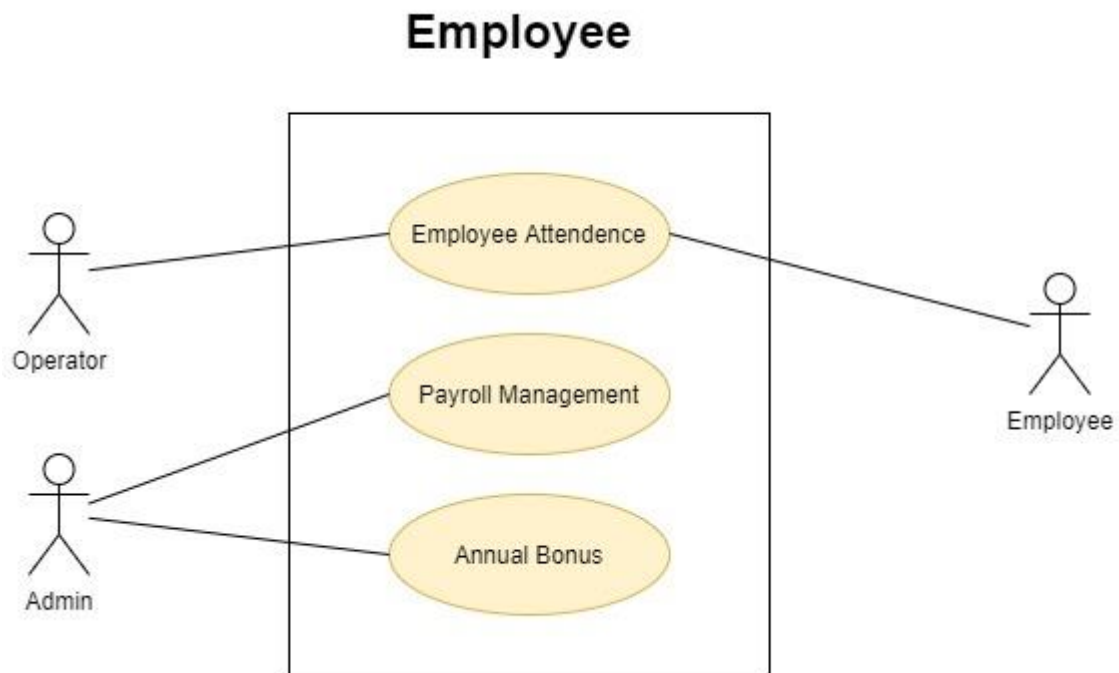 Employee
Employee Attendence
Operator
Payroll Management
Employee
Annual Bonus
Admin